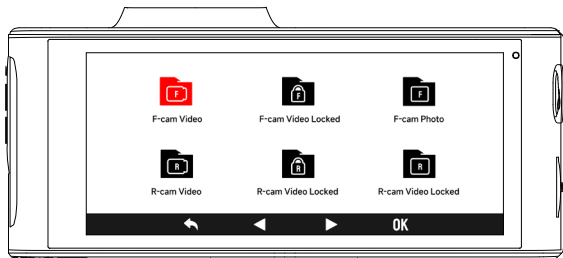 F F F
F-cam Video F-cam Video Locked F-cam Photo
R R R
R-cam Video R-cam Video Locked R-cam Video Locked
OK